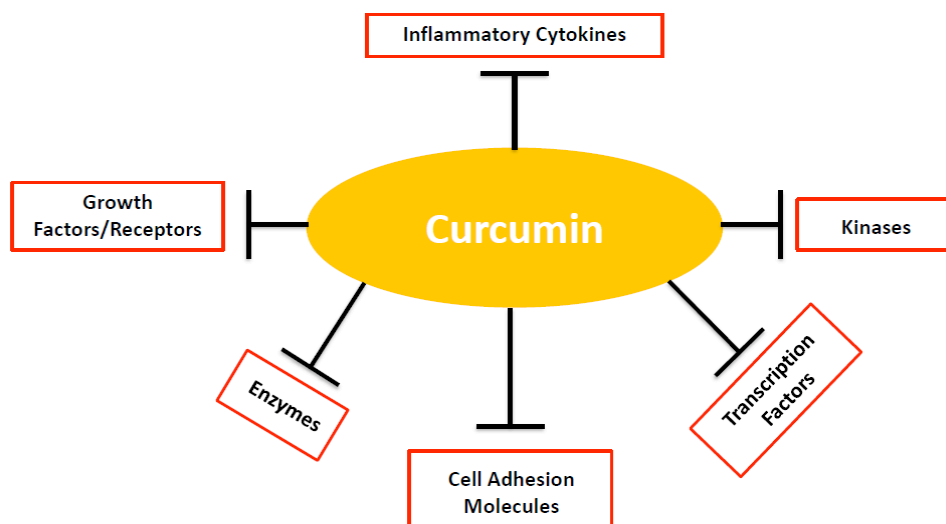 Inflammatory Cytokines
Growth
Factors/Receptors
Curcumin
Kinases
Enzymes
Transcription
Factors
Cell Adhesion
Molecules